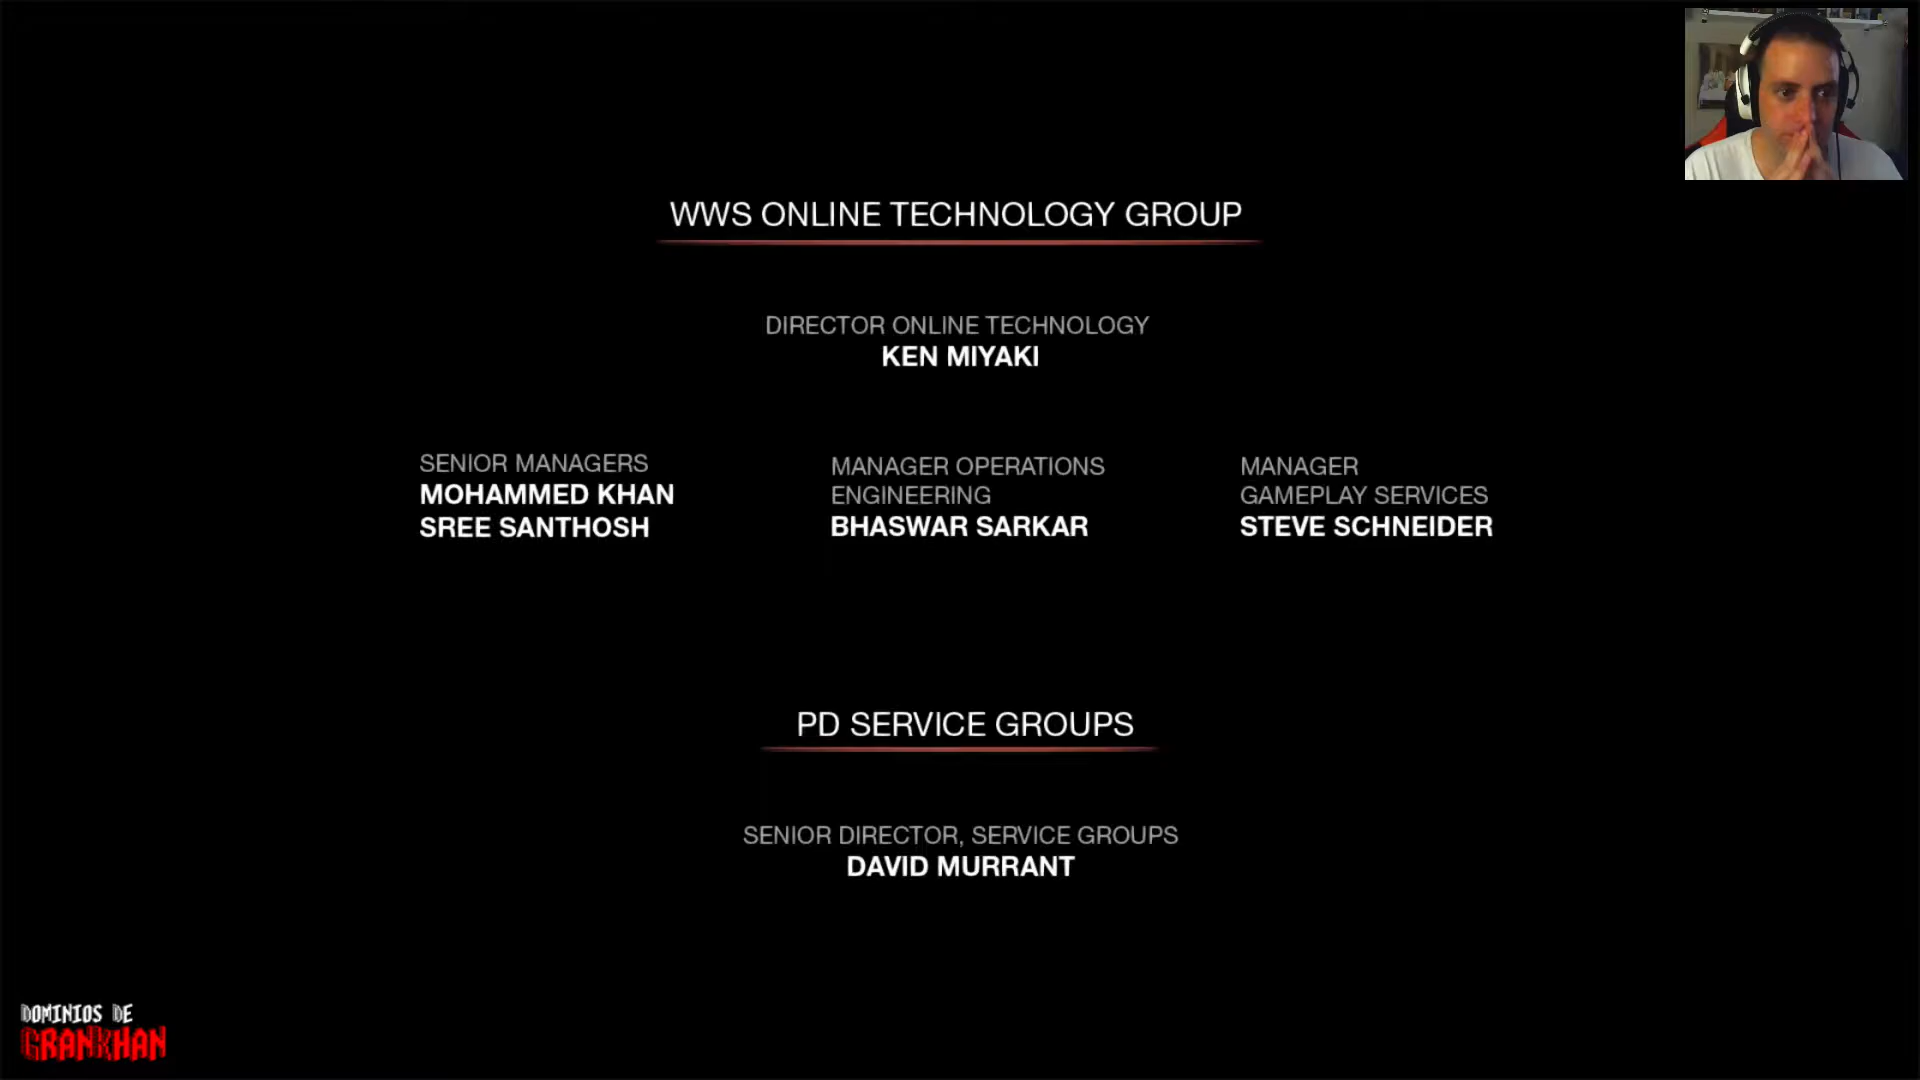 WWS ONLINE TECHNOLOGY GROUP
DIRECTOR ONLINE TECHNOLOGY
KEN MIYAKI
SENIOR MANAGERS
MOHAMMED KHAN
SREE SANTHOSH
MANAGER OPERATIONS
ENGINEERING
BHASWAR SARKAR
MANAGER
GAMEPLAY SERVICES
STEVE SCHNEIDER
PD SERVICE GROUPS
SENIOR DIRECTOR, SERVICE GROUPS
DAVID MURRANT
DOMINIOS DE
GRANKHAN